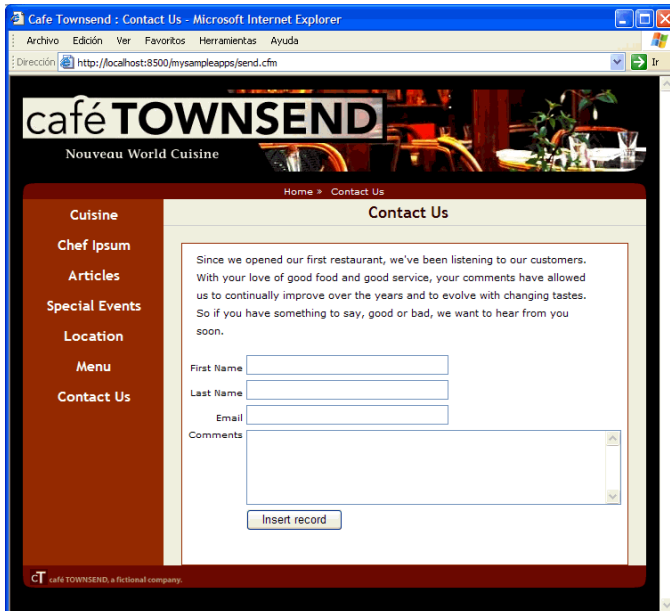 Cafe Townsend : Contact Us - Microsoft Internet Explorer
Archivo Edición Ver Favoritos Herramientas Ayuda
Dirección http://localhost:8500/mysampleapps/send.cfm Ir
café TOWNSEND
Nouveau World Cuisine
Home » Contact Us
Cuisine
Chef Ipsum
Articles
Special Events
Location
Menu
Contact Us
Contact Us
Since we opened our first restaurant, we've been listening to our customers.
With your love of good food and good service, your comments have allowed
us to continually improve over the years and to evolve with changing tastes.
So if you have something to say, good or bad, we want to hear from you
soon.
First Name
Last Name
Email
Comments
Insert record
cT café TOWNSEND, a fictional company.